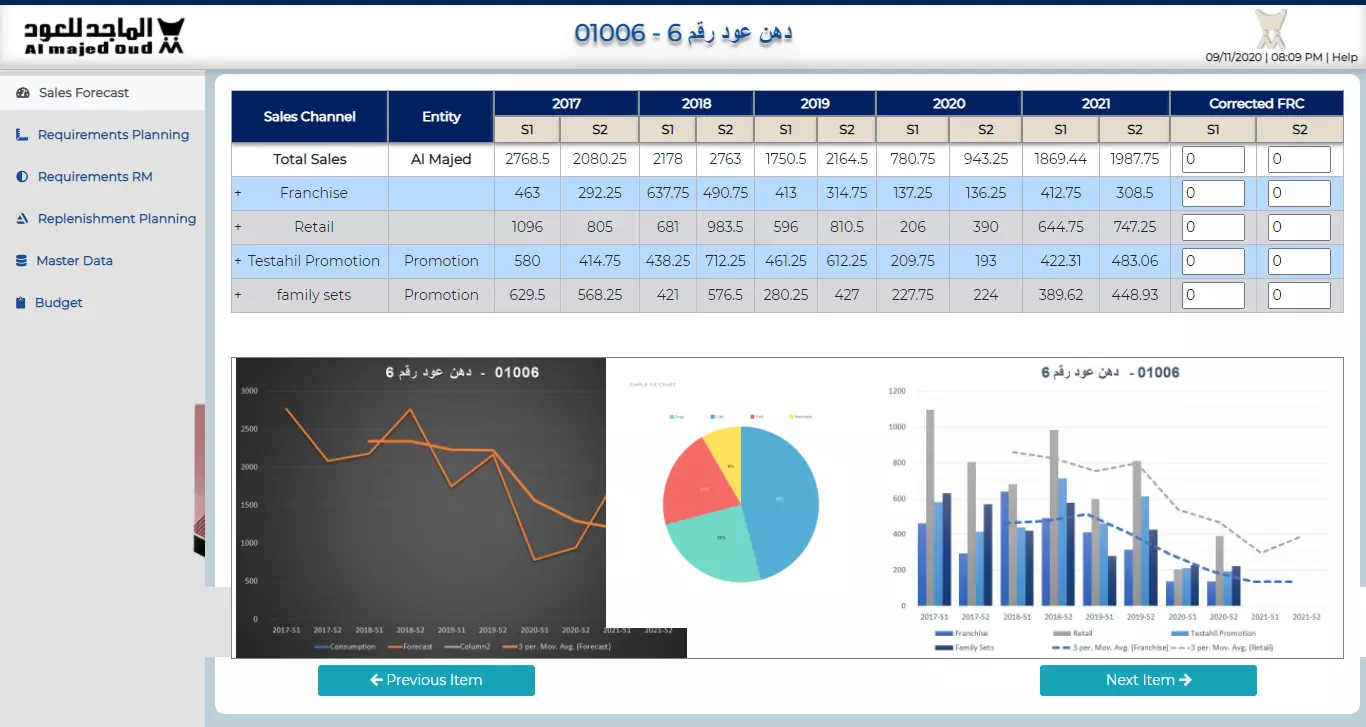 الماجد للعود
Al majed oud
دهن عود رقم 6 - 01006
09/11/2020 | 08:09 PM | Help
Sales Forecast
Requirements Planning
Requirements RM
Replenishment Planning
Master Data
Budget
Sales Channel Entity 2017 2018 2019 2020 2021 Corrected FRC
S1 S2 S1 S2 S1 S2 S1 S2 S1 S2 S1 S2
Total Sales Al Majed 2768.5 2080.25 2178 2763 1750.5 2164.5 780.75 943.25 1869.44 1987.75 0 0
+ Franchise 463 292.25 637.75 490.75 413 314.75 137.25 136.25 412.75 308.5 0 0
+ Retail 1096 805 681 983.5 596 810.5 206 390 644.75 747.25 0 0
+ Testahil Promotion Promotion 580 414.75 438.25 712.25 461.25 612.25 209.75 193 422.31 483.06 0 0
+ family sets Promotion 629.5 568.25 421 576.5 280.25 427 227.75 224 389.62 448.93 0 0
01006 - دهن عود رقم 6
3000
2500
2000
1500
1000
500
0
2017-S1 2017-S2 2018-S1 2018-S2 2019-S1 2019-S2 2020-S1 2020-S2 2021-S1 2021-S2
Consumption Forecast Column2 3 per. Mov. Avg. (Forecast)
01006 - دهن عود رقم 6
1200
1000
800
600
400
200
0
2017-S1 2017-S2 2018-S1 2018-S2 2019-S1 2019-S2 2020-S1 2020-S2 2021-S1 2021-S2
Franchise Retail Testahil Promotion
Family Sets 3 per. Mov. Avg. (Franchise) 3 per. Mov. Avg. (Retail)
Previous Item
Next Item